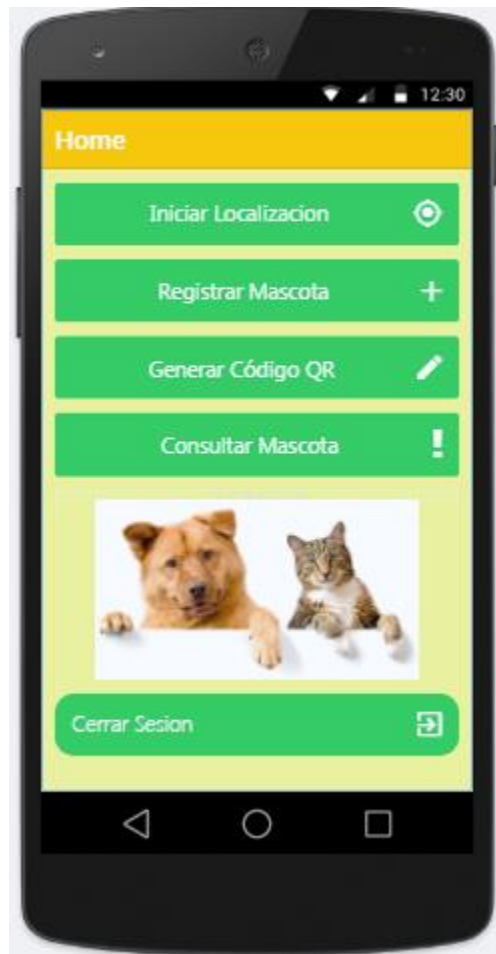 12:30
Home
Iniciar Localizacion
Registrar Mascota
Generar Código QR
Consultar Mascota
Cerrar Sesion